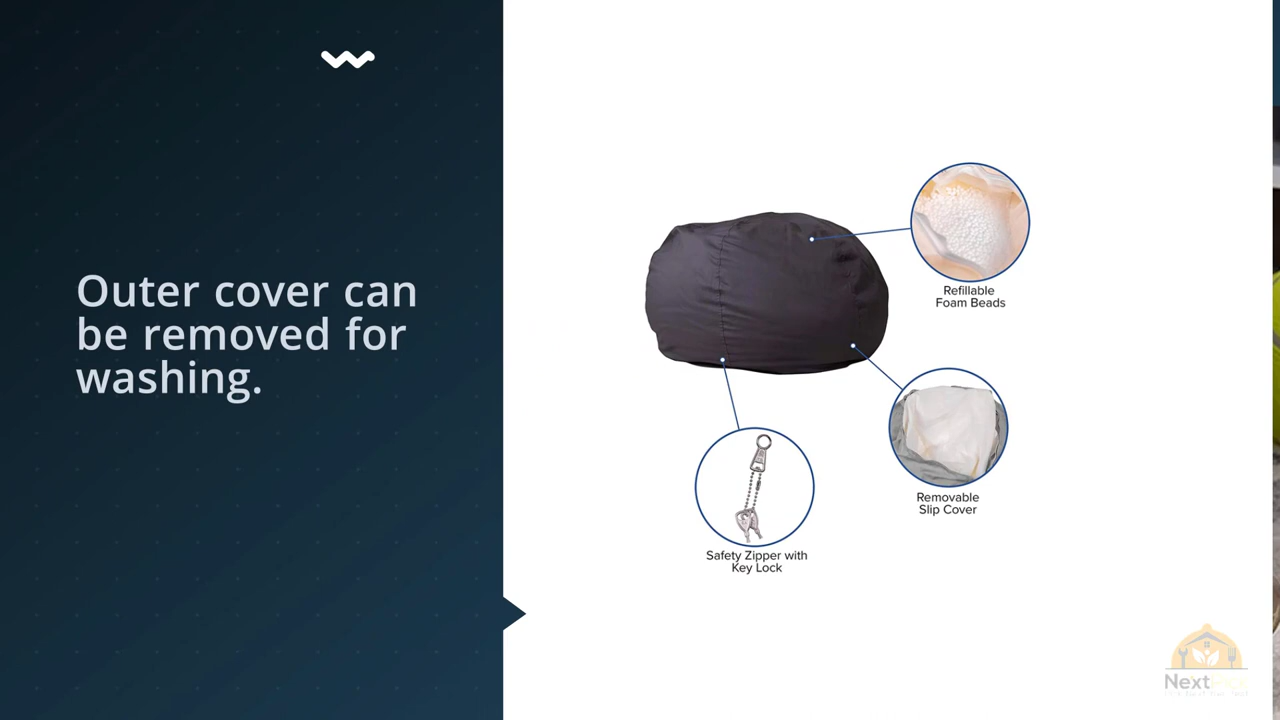 Outer cover can
be removed for
washing.
Refillable
Foam Beads
Removable
Slip Cover
Safety Zipper with
Key Lock
Next